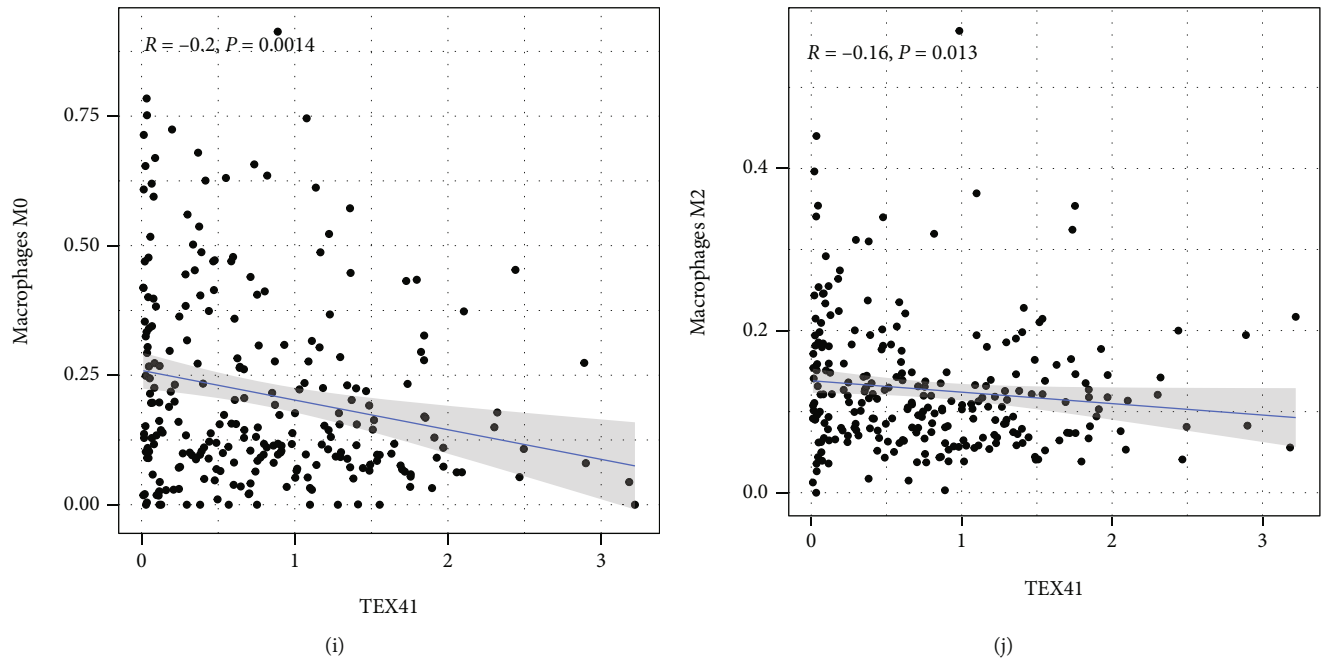 R = –0.2, P = 0.0014
Macrophages M0
0.75
0.50
0.25
0.00
0 1 2 3
TEX41
(i)
R = –0.16, P = 0.013
Macrophages M2
0.4
0.2
0.0
0 1 2 3
TEX41
(j)